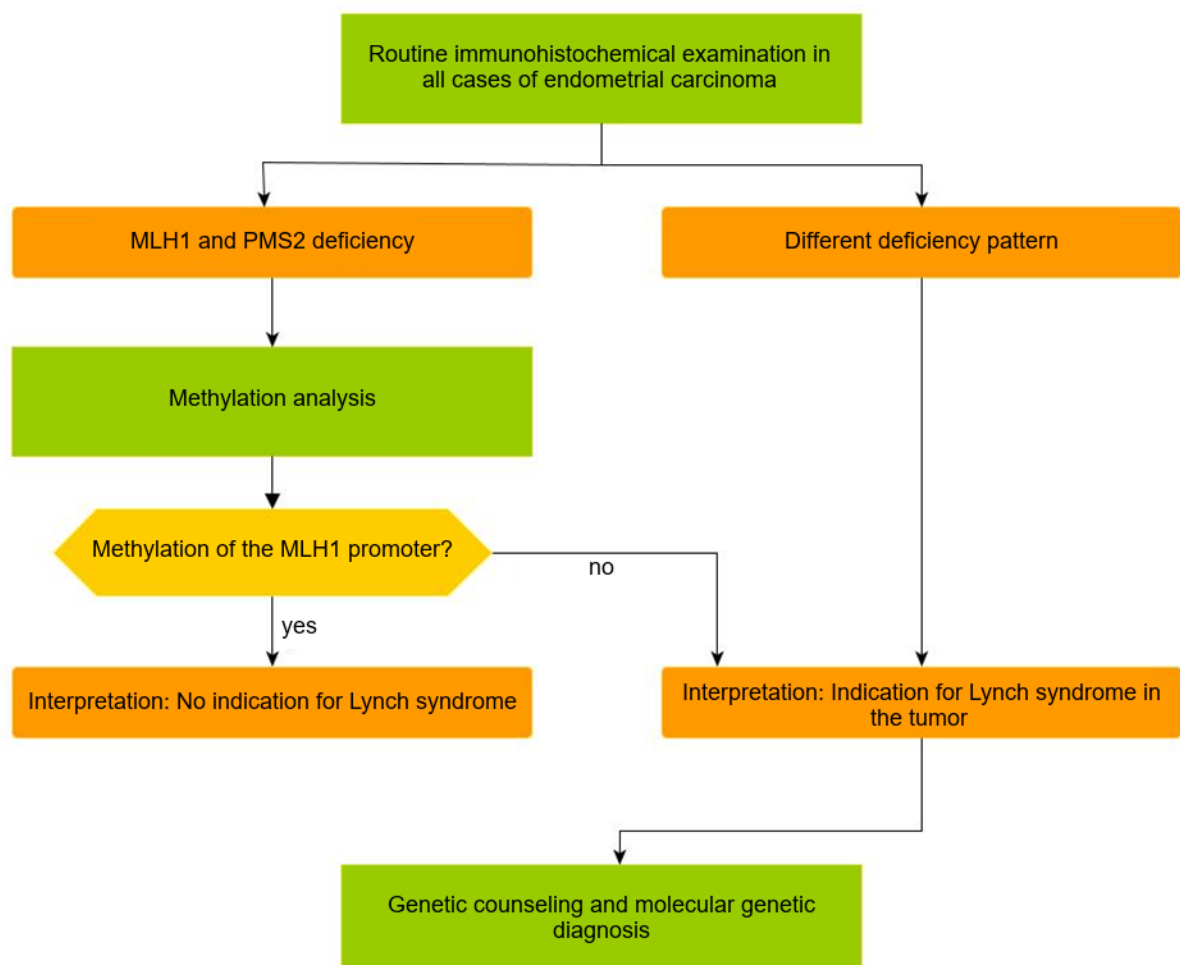 Routine immunohistochemical examination in
all cases of endometrial carcinoma
MLH1 and PMS2 deficiency
Different deficiency pattern
Methylation analysis
Methylation of the MLH1 promoter?
no
yes
Interpretation: No indication for Lynch syndrome
Interpretation: Indication for Lynch syndrome in
the tumor
Genetic counseling and molecular genetic
diagnosis